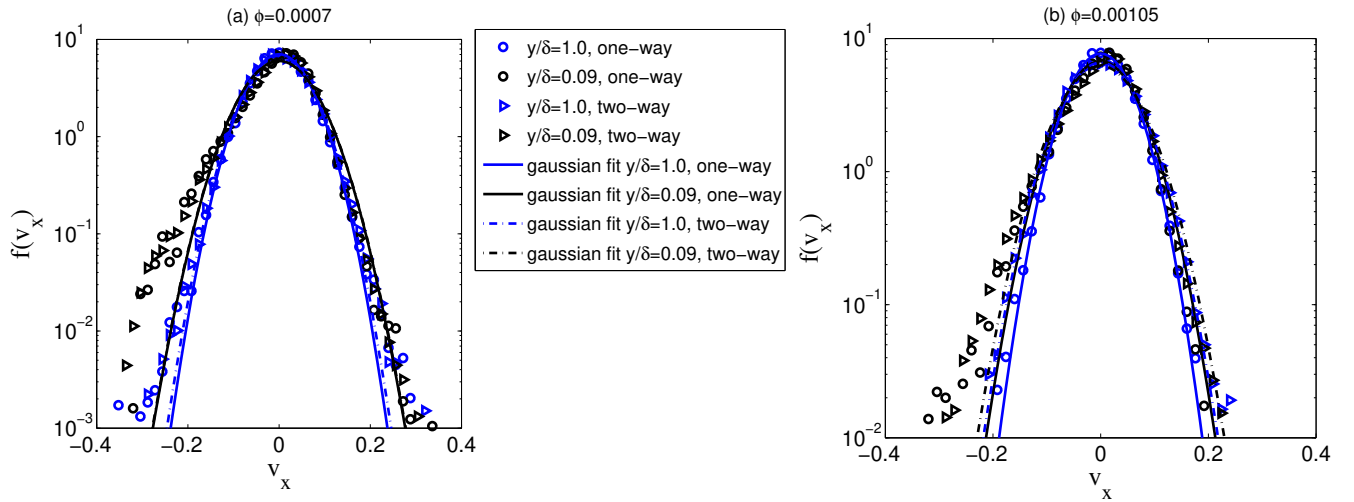 (a) ϕ=0.0007
10^1
10^0
10^-1
10^-2
10^-3
f(v_x)
−0.4 −0.2 0 0.2 0.4
v_x
y/δ=1.0, one−way
y/δ=0.09, one−way
y/δ=1.0, two−way
y/δ=0.09, two−way
gaussian fit y/δ=1.0, one−way
gaussian fit y/δ=0.09, one−way
gaussian fit y/δ=1.0, two−way
gaussian fit y/δ=0.09, two−way
(b) ϕ=0.00105
10^1
10^0
10^-1
10^-2
f(v_x)
−0.4 −0.2 0 0.2 0.4
v_x